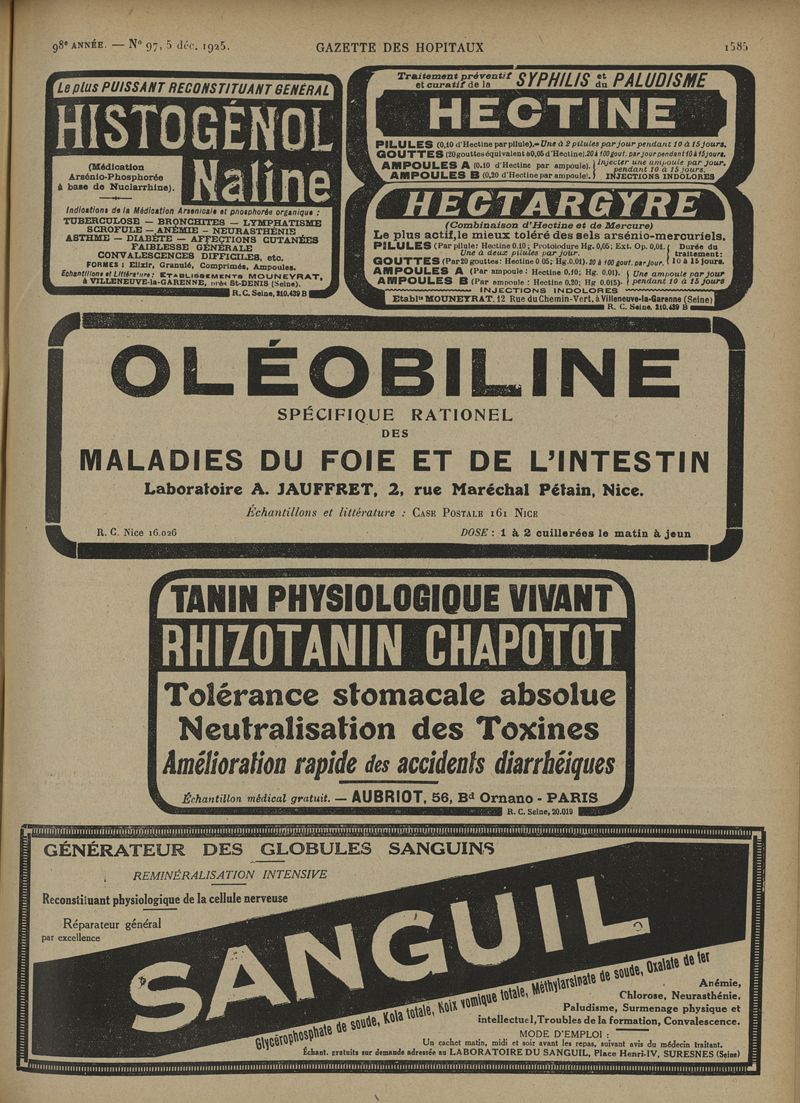 98e ANNÉE. — No 97, 5 déc. 1925.
GAZETTE DES HOPITAUX
1585
Le plus PUISSANT RECONSTITUANT GÉNÉRAL
HISTOGÉNOL
Naline
(Médication
Arsénio-Phosphorée
à base de Nuclarrhine).
Indications de la Médication Arsenicale et phosphorée organique :
TUBERCULOSE — BRONCHITES — LYMPHATISME
SCROFULE — ANÉMIE — NEURASTHÉNIE
ASTHME — DIABÈTE — AFFECTIONS CUTANÉES
FAIBLESSE GÉNÉRALE
CONVALESCENCES DIFFICILES, etc.
FORMES : Elixir, Granulé, Comprimés, Ampoules.
Échantillons et Littérature : ETABLISSEMENTS MOUNEYRAT,
à VILLENEUVE-la-GARENNE, près St-DENIS (Seine).
R. C. Seine, 210.439 B
Traitement préventif et curatif de la SYPHILIS et du PALUDISME
HECTINE
PILULES (0,10 d'Hectine par pilule).- Une à 2 pilules par jour pendant 10 à 15 jours.
GOUTTES (20 gouttes équivalent à 0,05 d'Hectine). 20 à 100 gout. par jour pendant 10 à 15 jours.
AMPOULES A (0.10 d'Hectine par ampoule). Injecter une ampoule par jour.
AMPOULES B (0,20 d'Hectine par ampoule). pendant 10 à 15 jours.
INJECTIONS INDOLORES
HECTARGYRE
(Combinaison d'Hectine et de Mercure)
Le plus actif, le mieux toléré des sels arsénio-mercuriels.
PILULES (Par pilule: Hectine 0.10; Protoiodure Hg. 0,05; Ext. Op. 0,01.
Une à deux pilules par jour.
GOUTTES (Par 20 gouttes: Hectine 0.05; Hg. 0.01). 20 à 100 gout. par jour.
Durée du
traitement:
10 à 15 jours.
AMPOULES A (Par ampoule : Hectine 0,10; Hg. 0,01).
AMPOULES B (Par ampoule : Hectine 0,20; Hg 0,015).
Une ampoule par jour
pendant 10 à 15 jours
INJECTIONS INDOLORES
Etablts MOUNEYRAT, 12 Rue du Chemin-Vert, à Villeneuve-la-Garenne (Seine)
R. C. Seine, 210.439 B
OLÉOBILINE
SPÉCIFIQUE RATIONEL
DES
MALADIES DU FOIE ET DE L'INTESTIN
Laboratoire A. JAUFFRET, 2, rue Maréchal Pétain, Nice.
Échantillons et littérature : CASE POSTALE 161 NICE
R. C. Nice 16.026
DOSE : 1 à 2 cuillerées le matin à jeun
TANIN PHYSIOLOGIQUE VIVANT
RHIZOTANIN CHAPOTOT
Tolérance stomacale absolue
Neutralisation des Toxines
Amélioration rapide des accidents diarrhéiques
Échantillon médical gratuit. — AUBRIOT, 56, Bd Ornano - PARIS
R. C. Seine, 20.019
GÉNÉRATEUR DES GLOBULES SANGUINS
REMINÉRALISATION INTENSIVE
Reconstituant physiologique de la cellule nerveuse
Réparateur général
par excellence
SANGUIL
Glycérophosphate de soude, Kola totale, Noix vomique totale, Méthylarsinate de soude, Oxalate de fer
Anémie,
Chlorose, Neurasthénie,
Paludisme, Surmenage physique et
intellectuel, Troubles de la formation, Convalescence.
MODE D'EMPLOI :
Un cachet matin, midi et soir avant les repas, suivant avis du médecin traitant.
Échant. gratuits sur demande adressée au LABORATOIRE DU SANGUIL, Place Henri-IV, SURESNES (Seine)